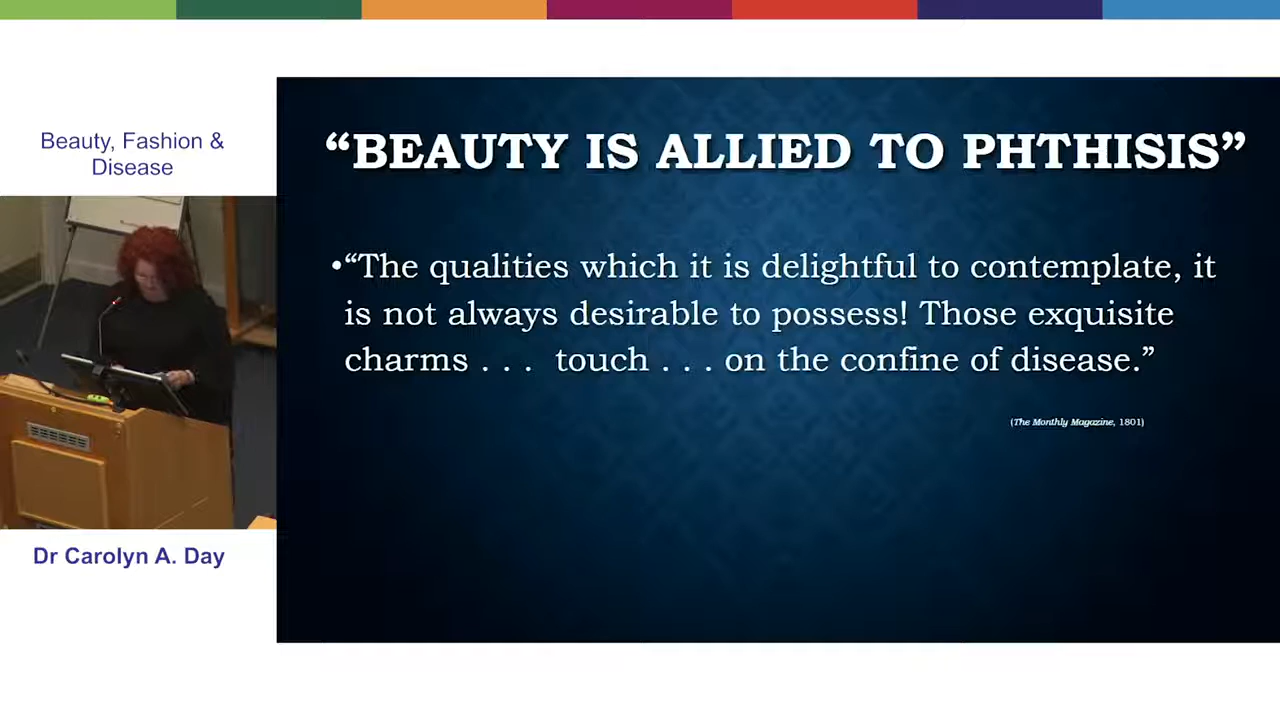 Beauty, Fashion &
Disease
“BEAUTY IS ALLIED TO PHTHISIS”
•“The qualities which it is delightful to contemplate, it
is not always desirable to possess! Those exquisite
charms . . .  touch . . . on the confine of disease.”
(The Monthly Magazine, 1801)
Dr Carolyn A. Day